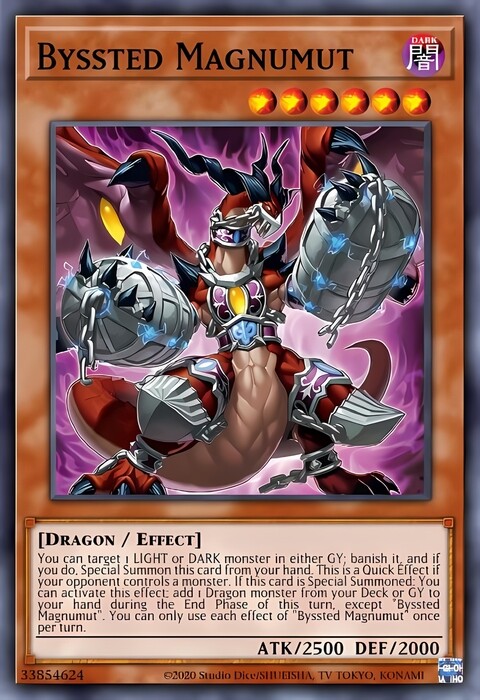 Byssted Magnumut
DARK
闇
[Dragon / Effect]
You can target 1 LIGHT or DARK monster in either GY; banish it, and if
you do, Special Summon this card from your hand. This is a Quick Effect if
your opponent controls a monster. If this card is Special Summoned: You
can activate this effect; add 1 Dragon monster from your Deck or GY to
your hand during the End Phase of this turn, except "Byssted
Magnumut". You can only use each effect of "Byssted Magnumut" once
per turn.
ATK/2500 DEF/2000
33854624
©2020 Studio Dice/SHUEISHA, TV TOKYO, KONAMI